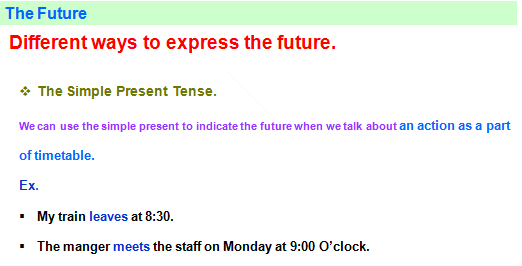 The Future
Different ways to express the future.
❖ The Simple Present Tense.
We can use the simple present to indicate the future when we talk about an action as a part
of timetable.
Ex.
▪ My train leaves at 8:30.
▪ The manger meets the staff on Monday at 9:00 O’clock.